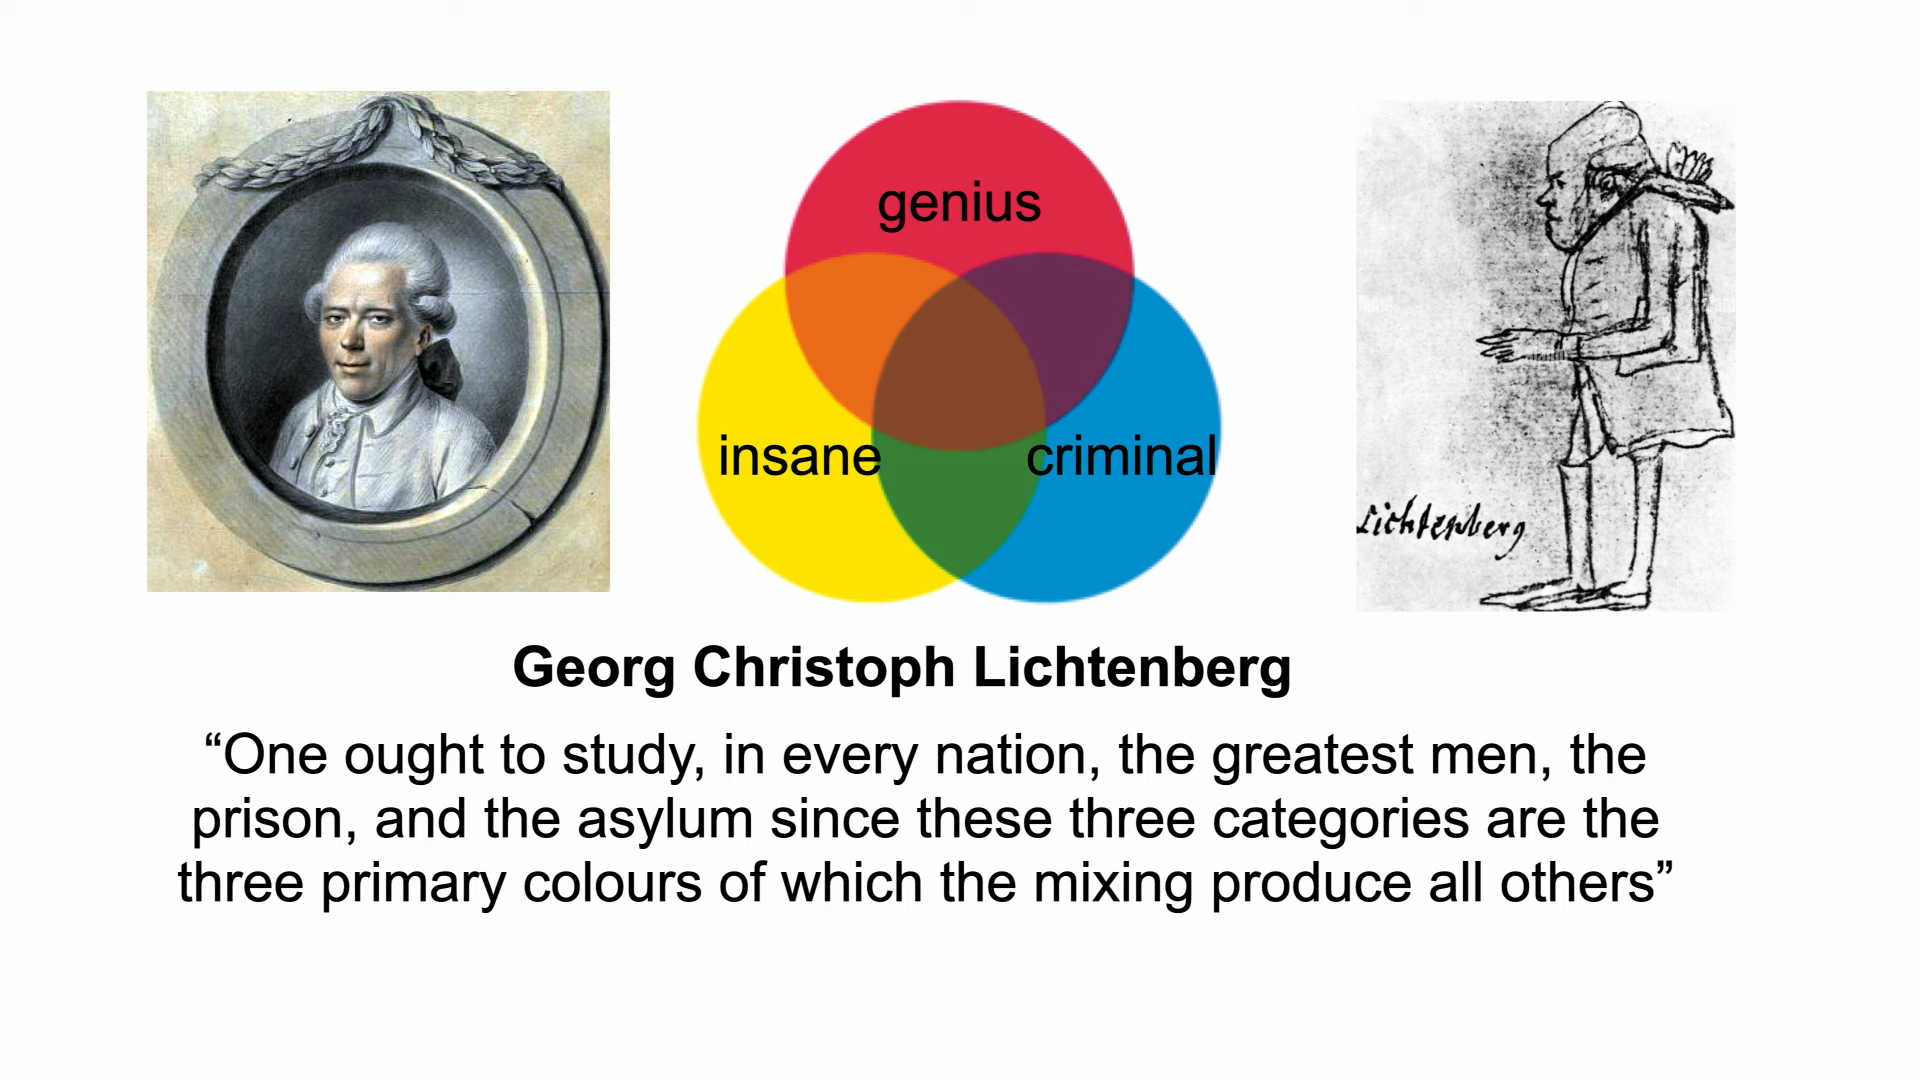 genius
insane
criminal
Lichtenberg
Georg Christoph Lichtenberg
“One ought to study, in every nation, the greatest men, the
prison, and the asylum since these three categories are the
three primary colours of which the mixing produce all others”